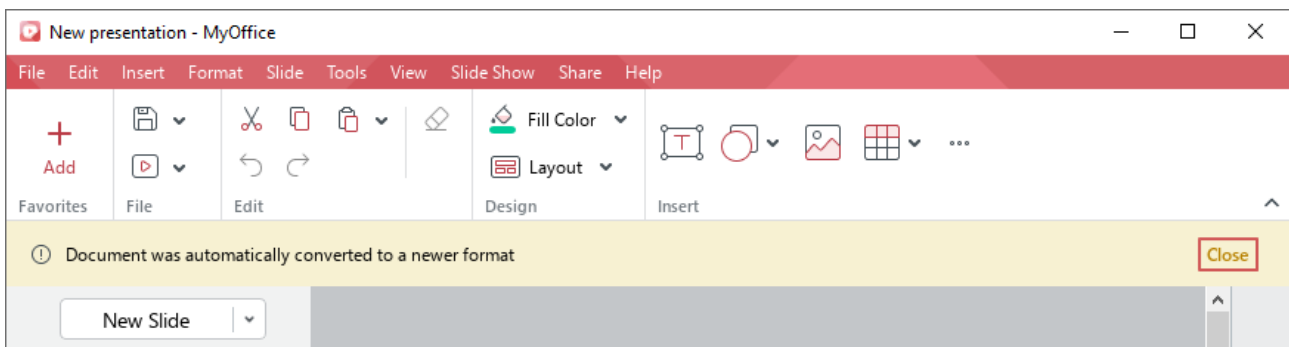 New presentation - MyOffice
File Edit Insert Format Slide Tools View Slide Show Share Help
Fill Color
T
Add
Layout
Favorites File Edit Design Insert
Document was automatically converted to a newer format Close
New Slide